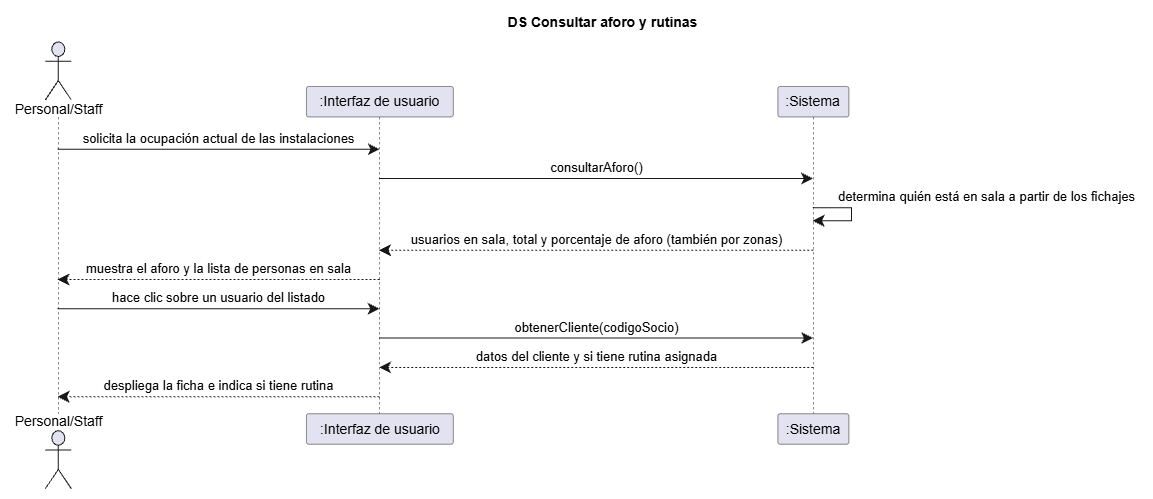 DS Consultar aforo y rutinas
Personal/Staff
:Interfaz de usuario
:Sistema
solicita la ocupación actual de las instalaciones
consultarAforo()
determina quién está en sala a partir de los fichajes
usuarios en sala, total y porcentaje de aforo (también por zonas)
muestra el aforo y la lista de personas en sala
hace clic sobre un usuario del listado
obtenerCliente(codigoSocio)
datos del cliente y si tiene rutina asignada
despliega la ficha e indica si tiene rutina
Personal/Staff
:Interfaz de usuario
:Sistema